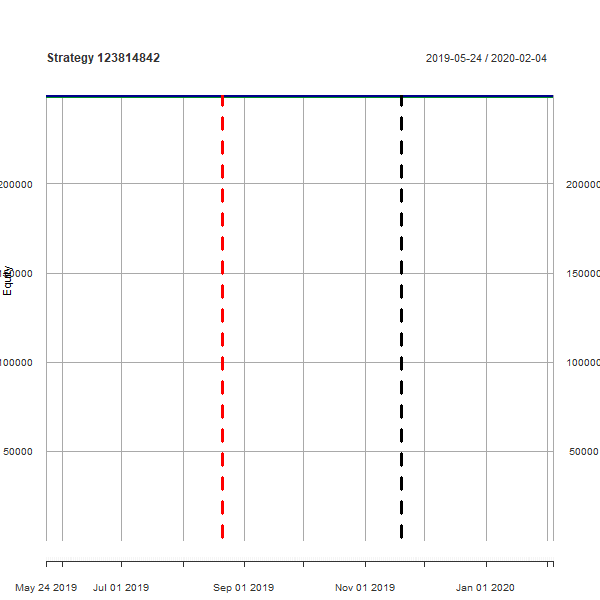 Strategy 123814842
2019-05-24 / 2020-02-04
200000
200000
150000
150000
Equity
100000
100000
50000
50000
May 24 2019
Jul 01 2019
Sep 01 2019
Nov 01 2019
Jan 01 2020